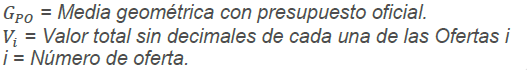 G_PO = Media geométrica con presupuesto oficial.
V_i = Valor total sin decimales de cada una de las Ofertas i
i = Número de oferta.